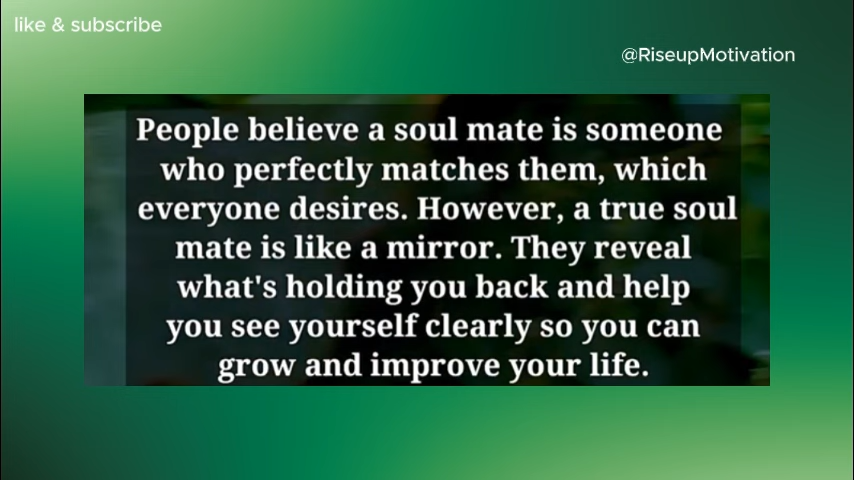 like & subscribe
@RiseupMotivation
People believe a soul mate is someone
who perfectly matches them, which
everyone desires. However, a true soul
mate is like a mirror. They reveal
what's holding you back and help
you see yourself clearly so you can
grow and improve your life.